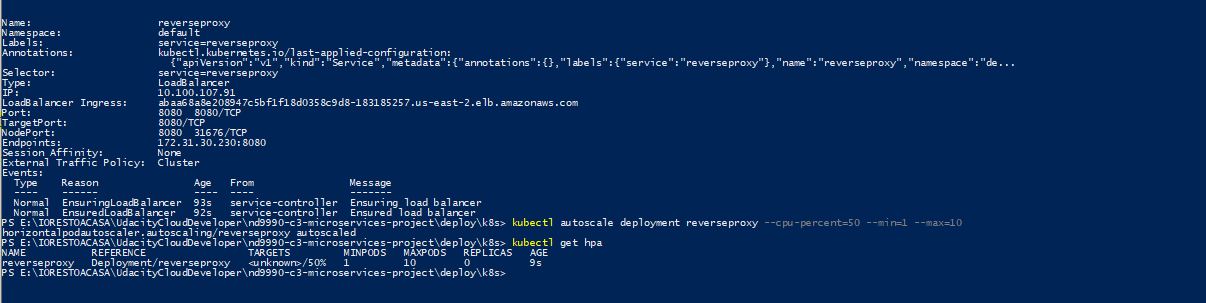 Name:                     reverseproxy
Namespace:                default
Labels:                   service=reverseproxy
Annotations:              kubectl.kubernetes.io/last-applied-configuration:
                            {"apiVersion":"v1","kind":"Service","metadata":{"annotations":{},"labels":{"service":"reverseproxy"},"name":"reverseproxy","namespace":"de...
Selector:                 service=reverseproxy
Type:                     LoadBalancer
IP:                       10.100.107.91
LoadBalancer Ingress:     abaa68a8e208947c5bf1f18d0358c9d8-183185257.us-east-2.elb.amazonaws.com
Port:                     8080  8080/TCP
TargetPort:               8080/TCP
NodePort:                 8080  31676/TCP
Endpoints:                172.31.30.230:8080
Session Affinity:         None
External Traffic Policy:  Cluster
Events:
  Type    Reason                Age   From                Message
  ----    ------                ----  ----                -------
  Normal  EnsuringLoadBalancer  93s   service-controller  Ensuring load balancer
  Normal  EnsuredLoadBalancer   92s   service-controller  Ensured load balancer
PS E:\IORESTOACASA\UdacityCloudDeveloper\nd9990-c3-microservices-project\deploy\k8s> kubectl autoscale deployment reverseproxy --cpu-percent=50 --min=1 --max=10
horizontalpodautoscaler.autoscaling/reverseproxy autoscaled
PS E:\IORESTOACASA\UdacityCloudDeveloper\nd9990-c3-microservices-project\deploy\k8s> kubectl get hpa
NAME           REFERENCE                 TARGETS         MINPODS   MAXPODS   REPLICAS   AGE
reverseproxy   Deployment/reverseproxy   <unknown>/50%   1         10        0          9s
PS E:\IORESTOACASA\UdacityCloudDeveloper\nd9990-c3-microservices-project\deploy\k8s>